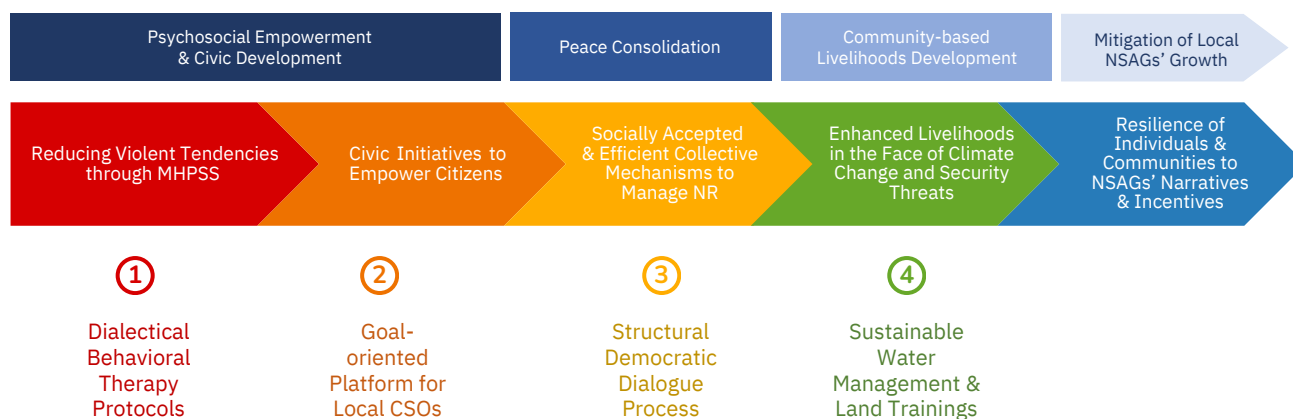 Psychosocial Empowerment
& Civic Development
Peace Consolidation
Community-based
Livelihoods Development
Mitigation of Local
NSAGs’ Growth
Reducing Violent Tendencies
through MHPSS
Civic Initiatives to
Empower Citizens
Socially Accepted
& Efficient Collective
Mechanisms to
Manage NR
Enhanced Livelihoods
in the Face of Climate
Change and Security
Threats
Resilience of
Individuals &
Communities to
NSAGs’ Narratives
& Incentives
1
Dialectical
Behavioral
Therapy
Protocols
2
Goal-
oriented
Platform for
Local CSOs
3
Structural
Democratic
Dialogue
Process
4
Sustainable
Water
Management &
Land Trainings